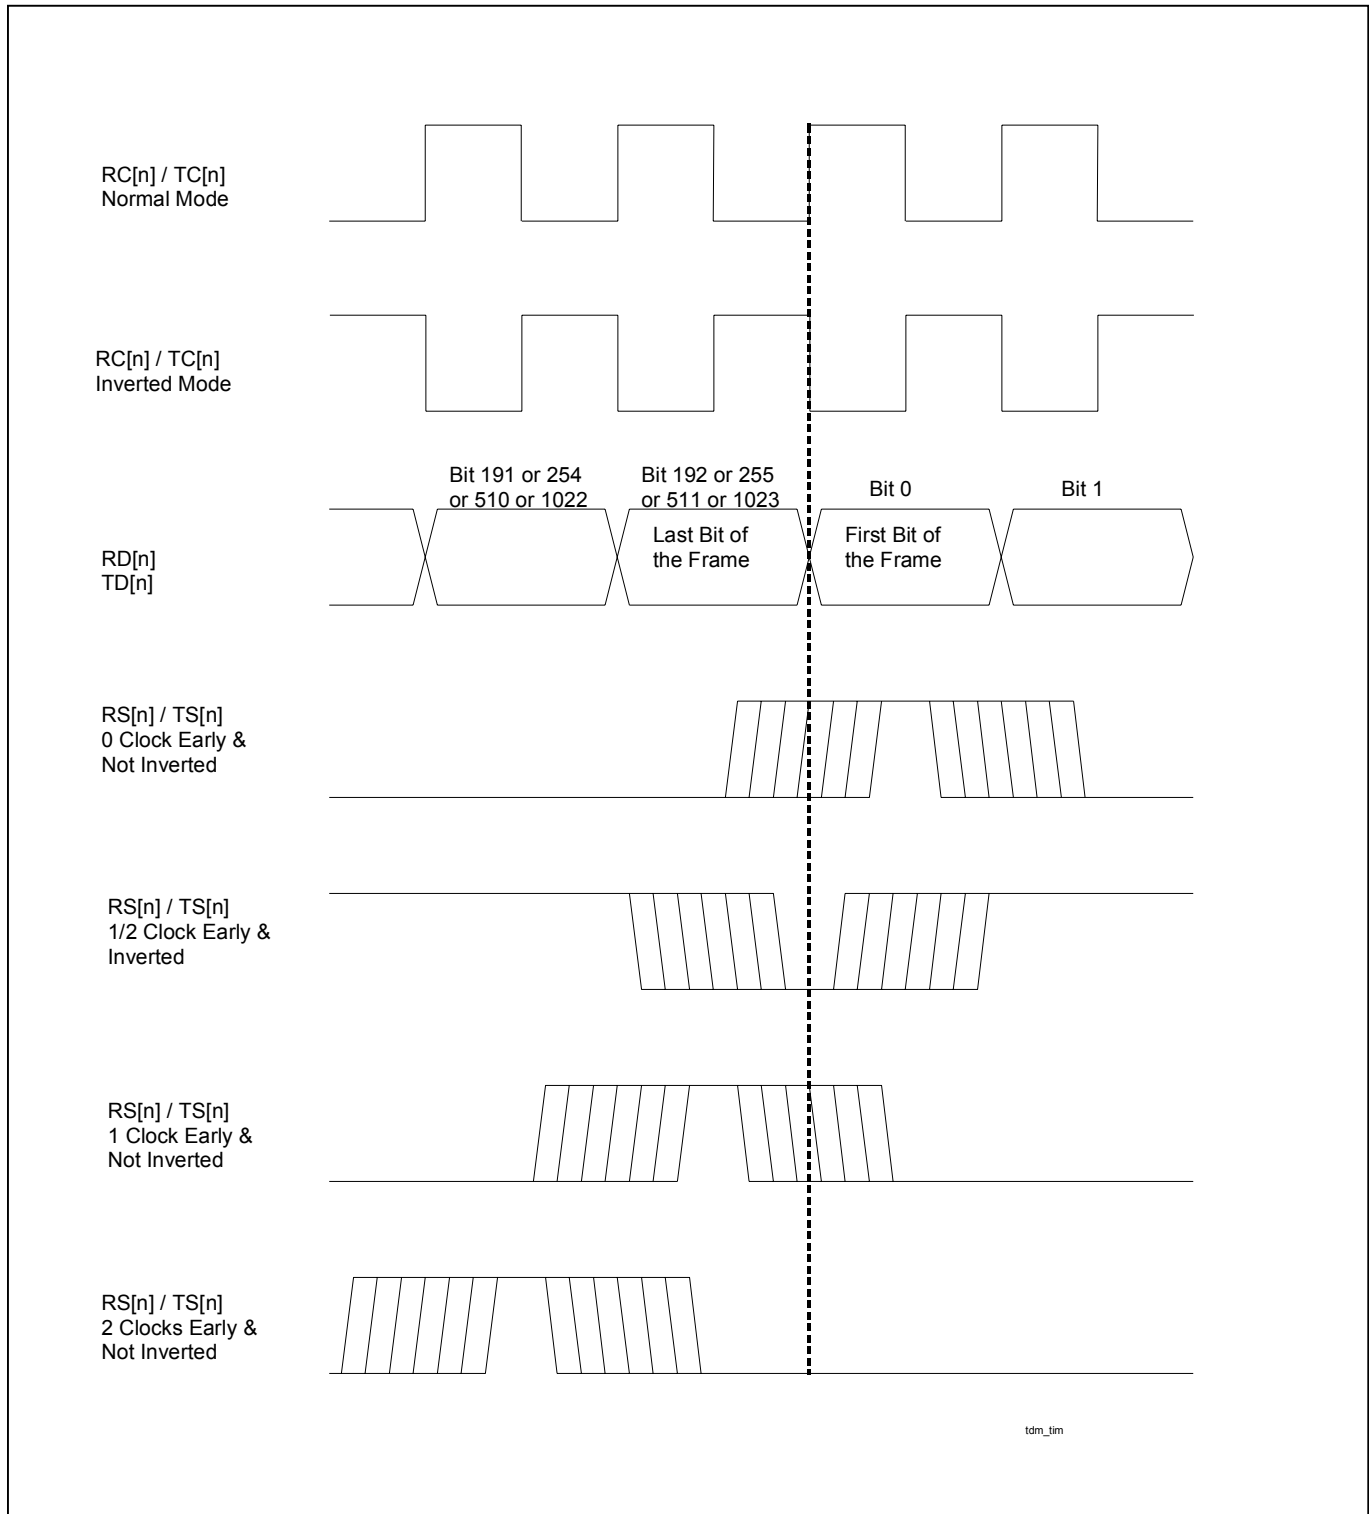 RC[n] / TC[n]
Normal Mode
RC[n] / TC[n]
Inverted Mode
Bit 191 or 254
or 510 or 1022
Bit 192 or 255
or 511 or 1023
Bit 0
Bit 1
Last Bit of
the Frame
First Bit of
the Frame
RD[n]
TD[n]
RS[n] / TS[n]
0 Clock Early &
Not Inverted
RS[n] / TS[n]
1/2 Clock Early &
Inverted
RS[n] / TS[n]
1 Clock Early &
Not Inverted
RS[n] / TS[n]
2 Clocks Early &
Not Inverted
tdm_tim